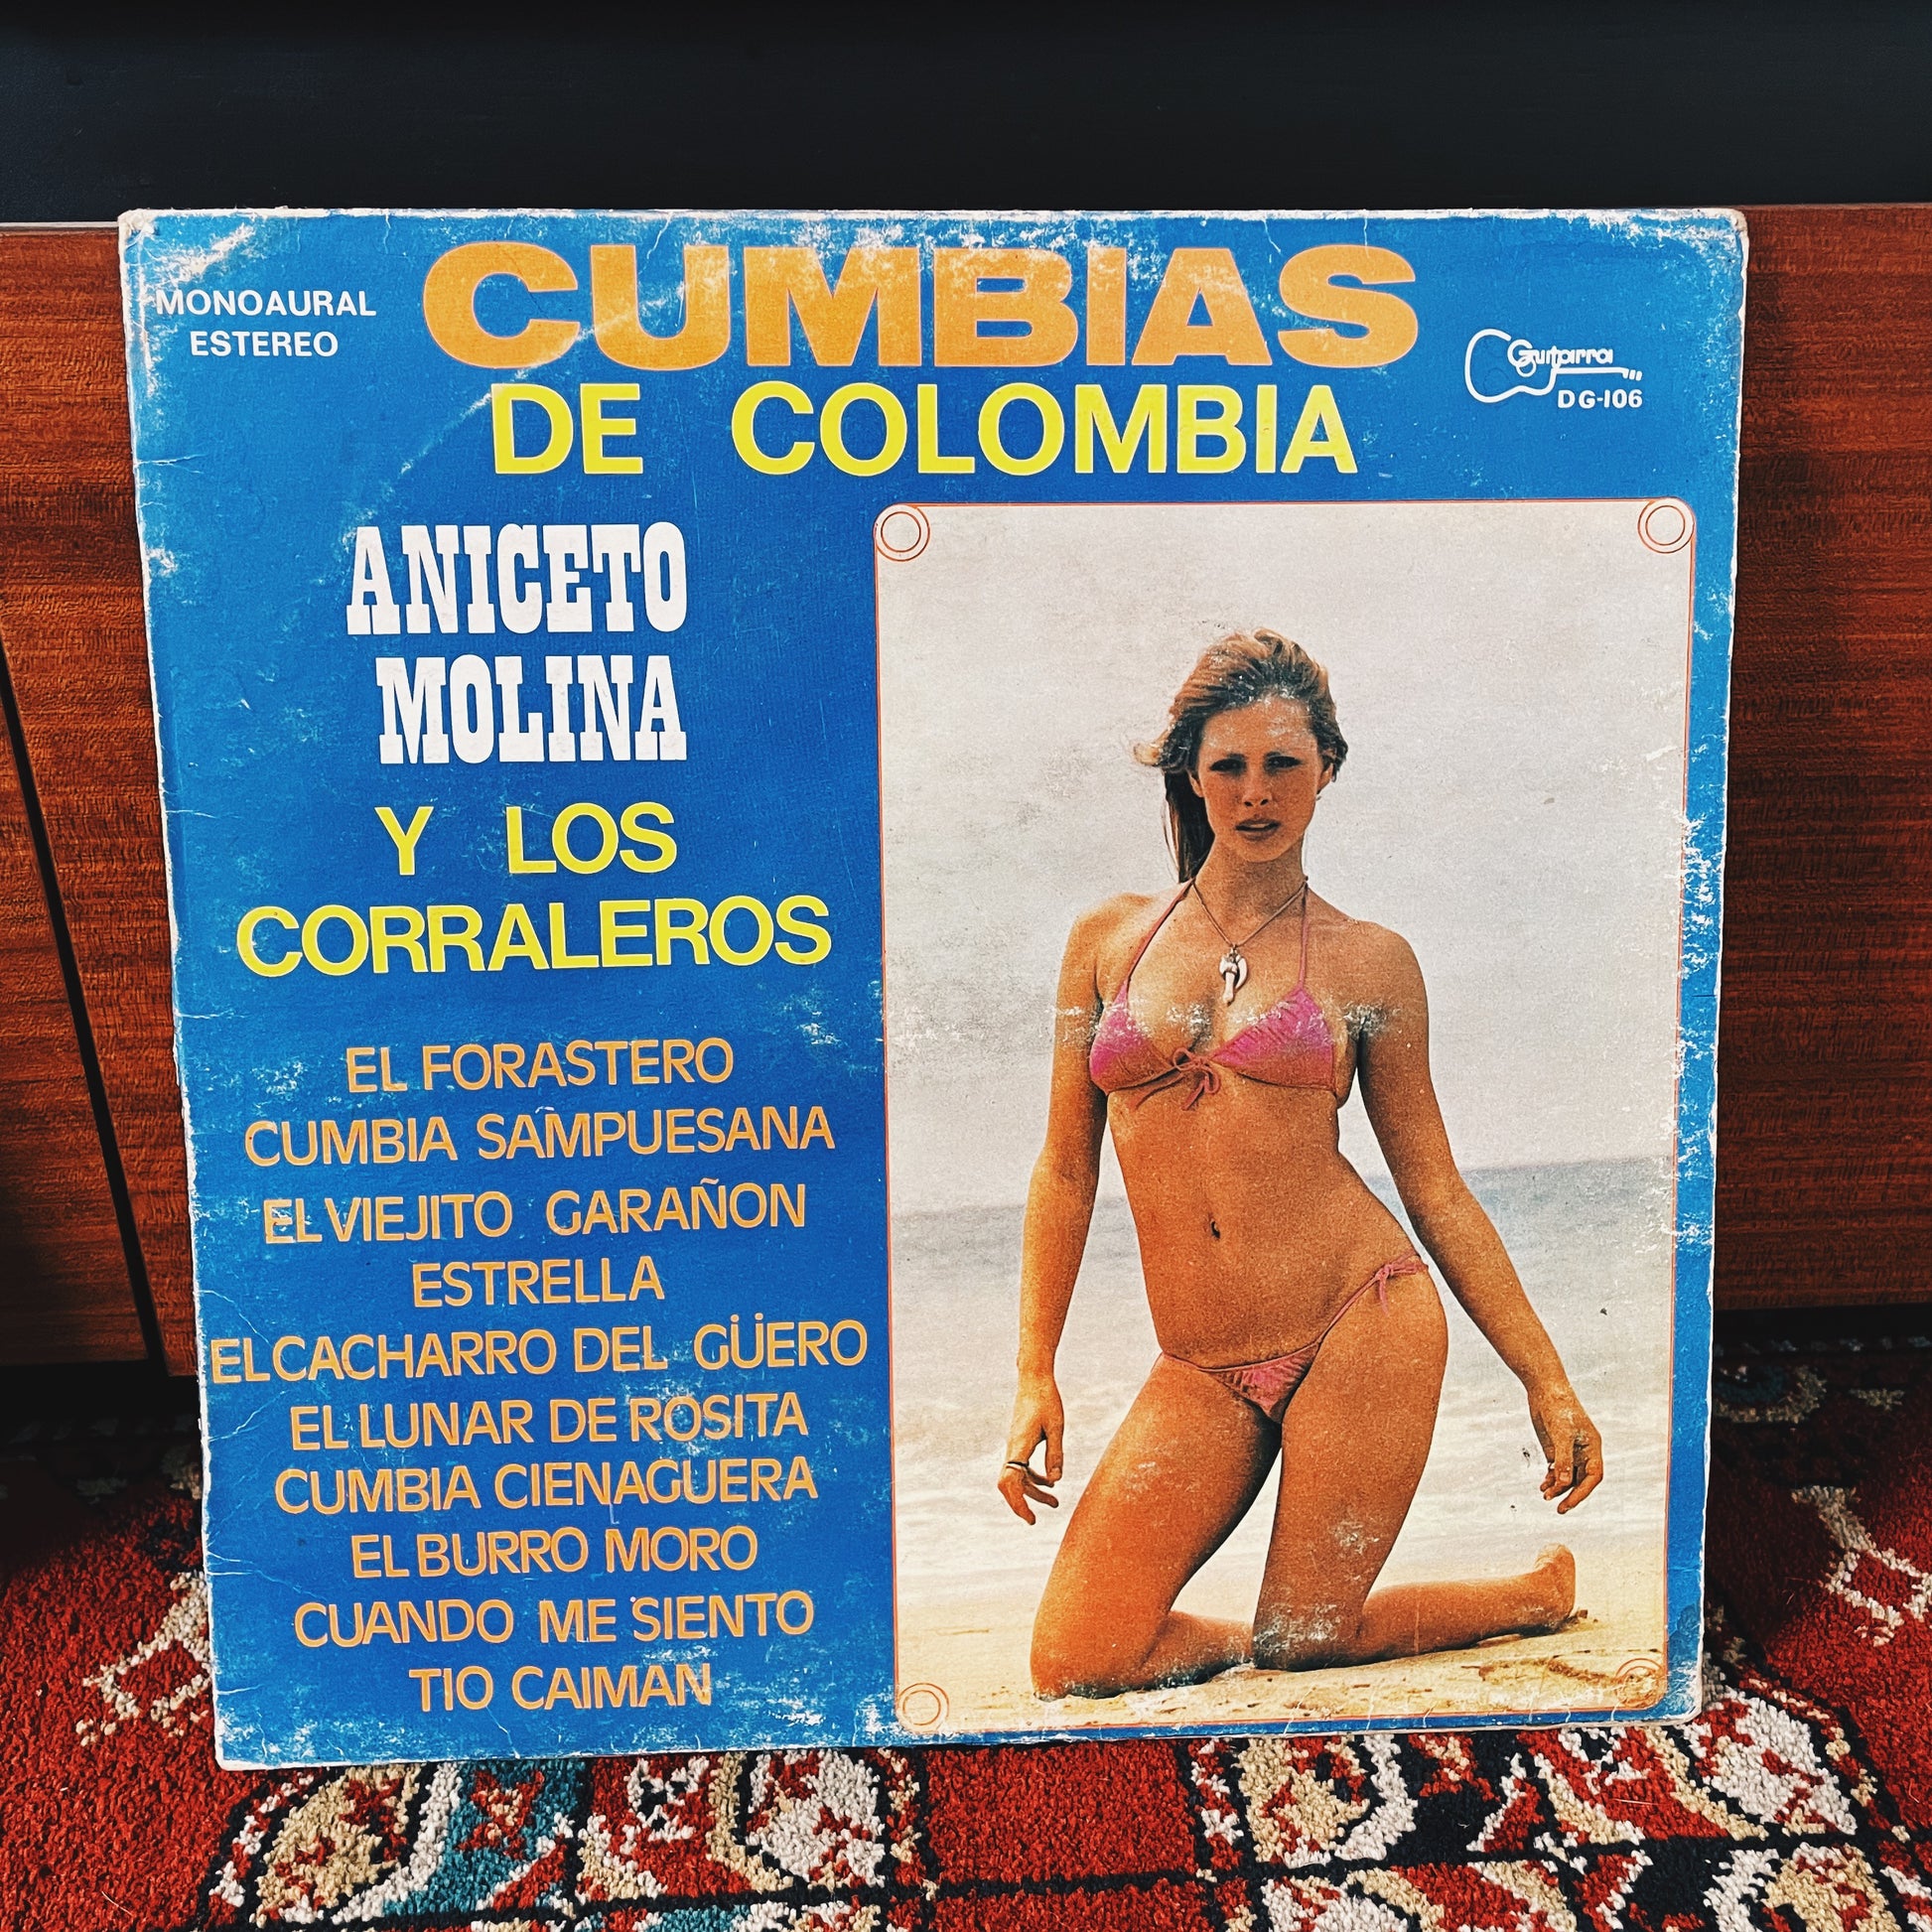 MONOAURAL
ESTEREO
CUMBIAS
DE COLOMBIA
Guitarra
DG-106
ANICETO
MOLINA
Y LOS
CORRALEROS
EL FORASTERO
CUMBIA SAMPUESANA
EL VIEJITO GARAÑON
ESTRELLA
EL CACHARRO DEL GÜERO
EL LUNAR DE ROSITA
CUMBIA CIENAGUERA
EL BURRO MORO
CUANDO ME SIENTO
TIO CAIMAN